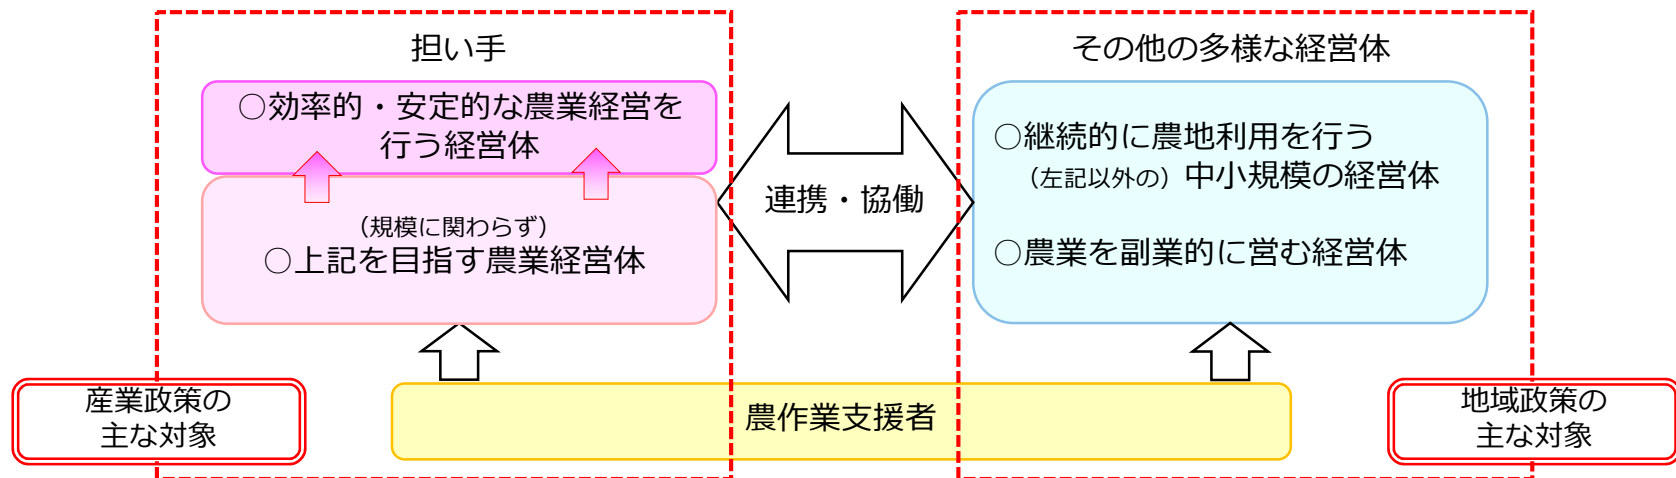 担い手
○効率的・安定的な農業経営を
行う経営体
（規模に関わらず）
○上記を目指す農業経営体
連携・協働
その他の多様な経営体
○継続的に農地利用を行う
（左記以外の）中小規模の経営体
○農業を副業的に営む経営体
産業政策の
主な対象
農作業支援者
地域政策の
主な対象